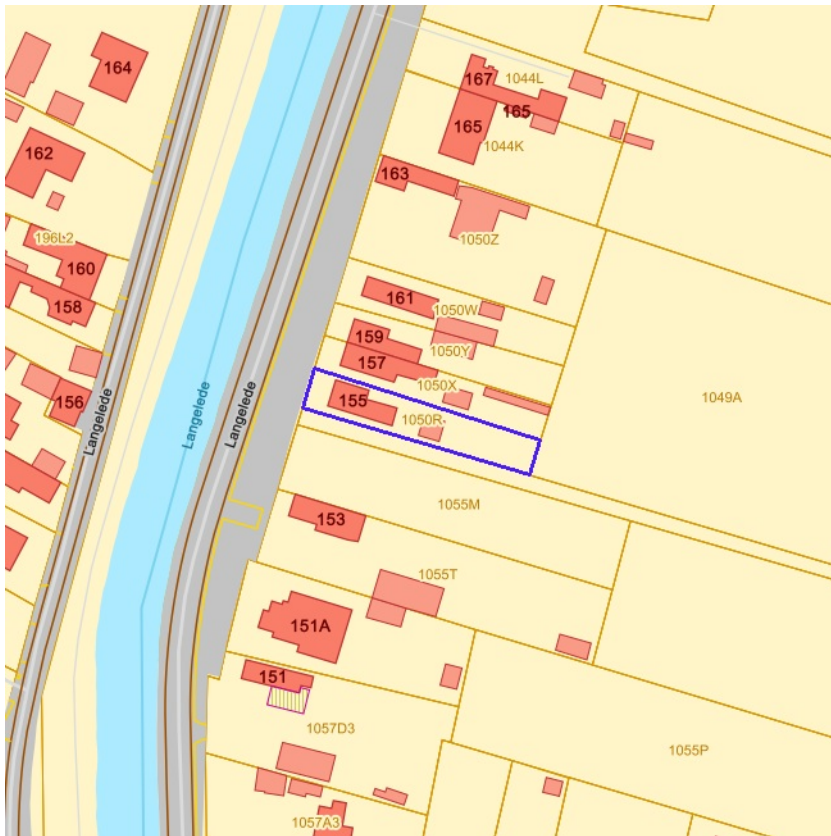 164
167
1044L
165
165
1044K
162
163
196L2
1050Z
160
158
161
1050W
159
1050Y
157
1050X
1049A
155
1050R
156
Langelede
Langelede
Langelede
1055M
153
1055T
151A
151
1057D3
1055P
1057A3